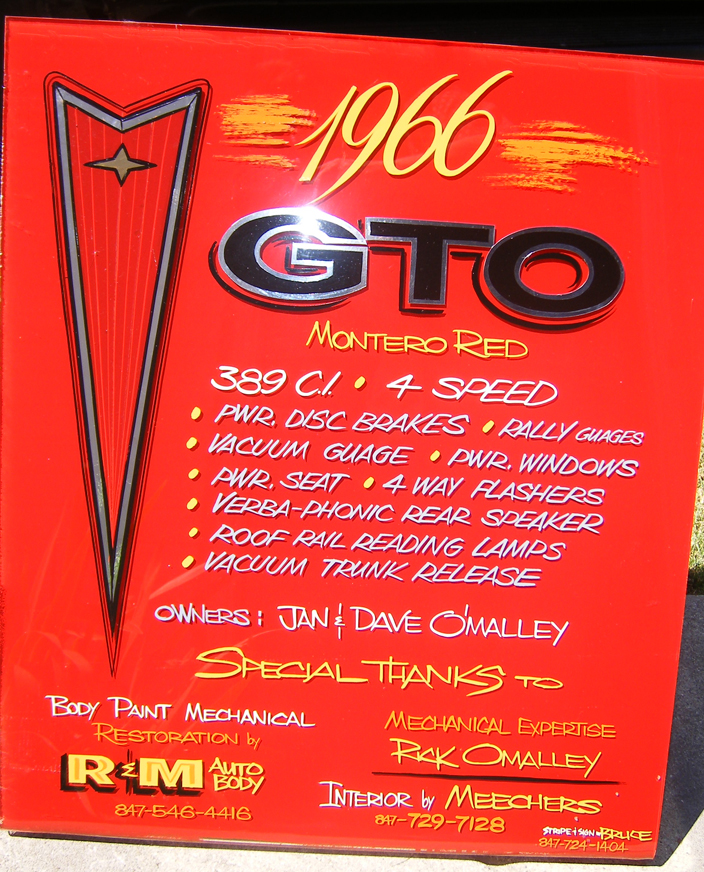 1966
GTO
MONTERO RED
389 C.I. • 4 SPEED
• PWR. DISC BRAKES • RALLY GUAGES
• VACUUM GUAGE • PWR. WINDOWS
• PWR. SEAT • 4 WAY FLASHERS
• VERBA-PHONIC REAR SPEAKER
• ROOF RAIL READING LAMPS
• VACUUM TRUNK RELEASE
OWNERS: JAN & DAVE O'MALLEY
SPECIAL THANKS TO
BODY PAINT MECHANICAL
RESTORATION by
R & M AUTO BODY
847-546-4416
MECHANICAL EXPERTISE
RICK OMALLEY
INTERIOR by MEECHERS
847-729-7128
STRIPE & SIGN BRUCE
847-724-1404